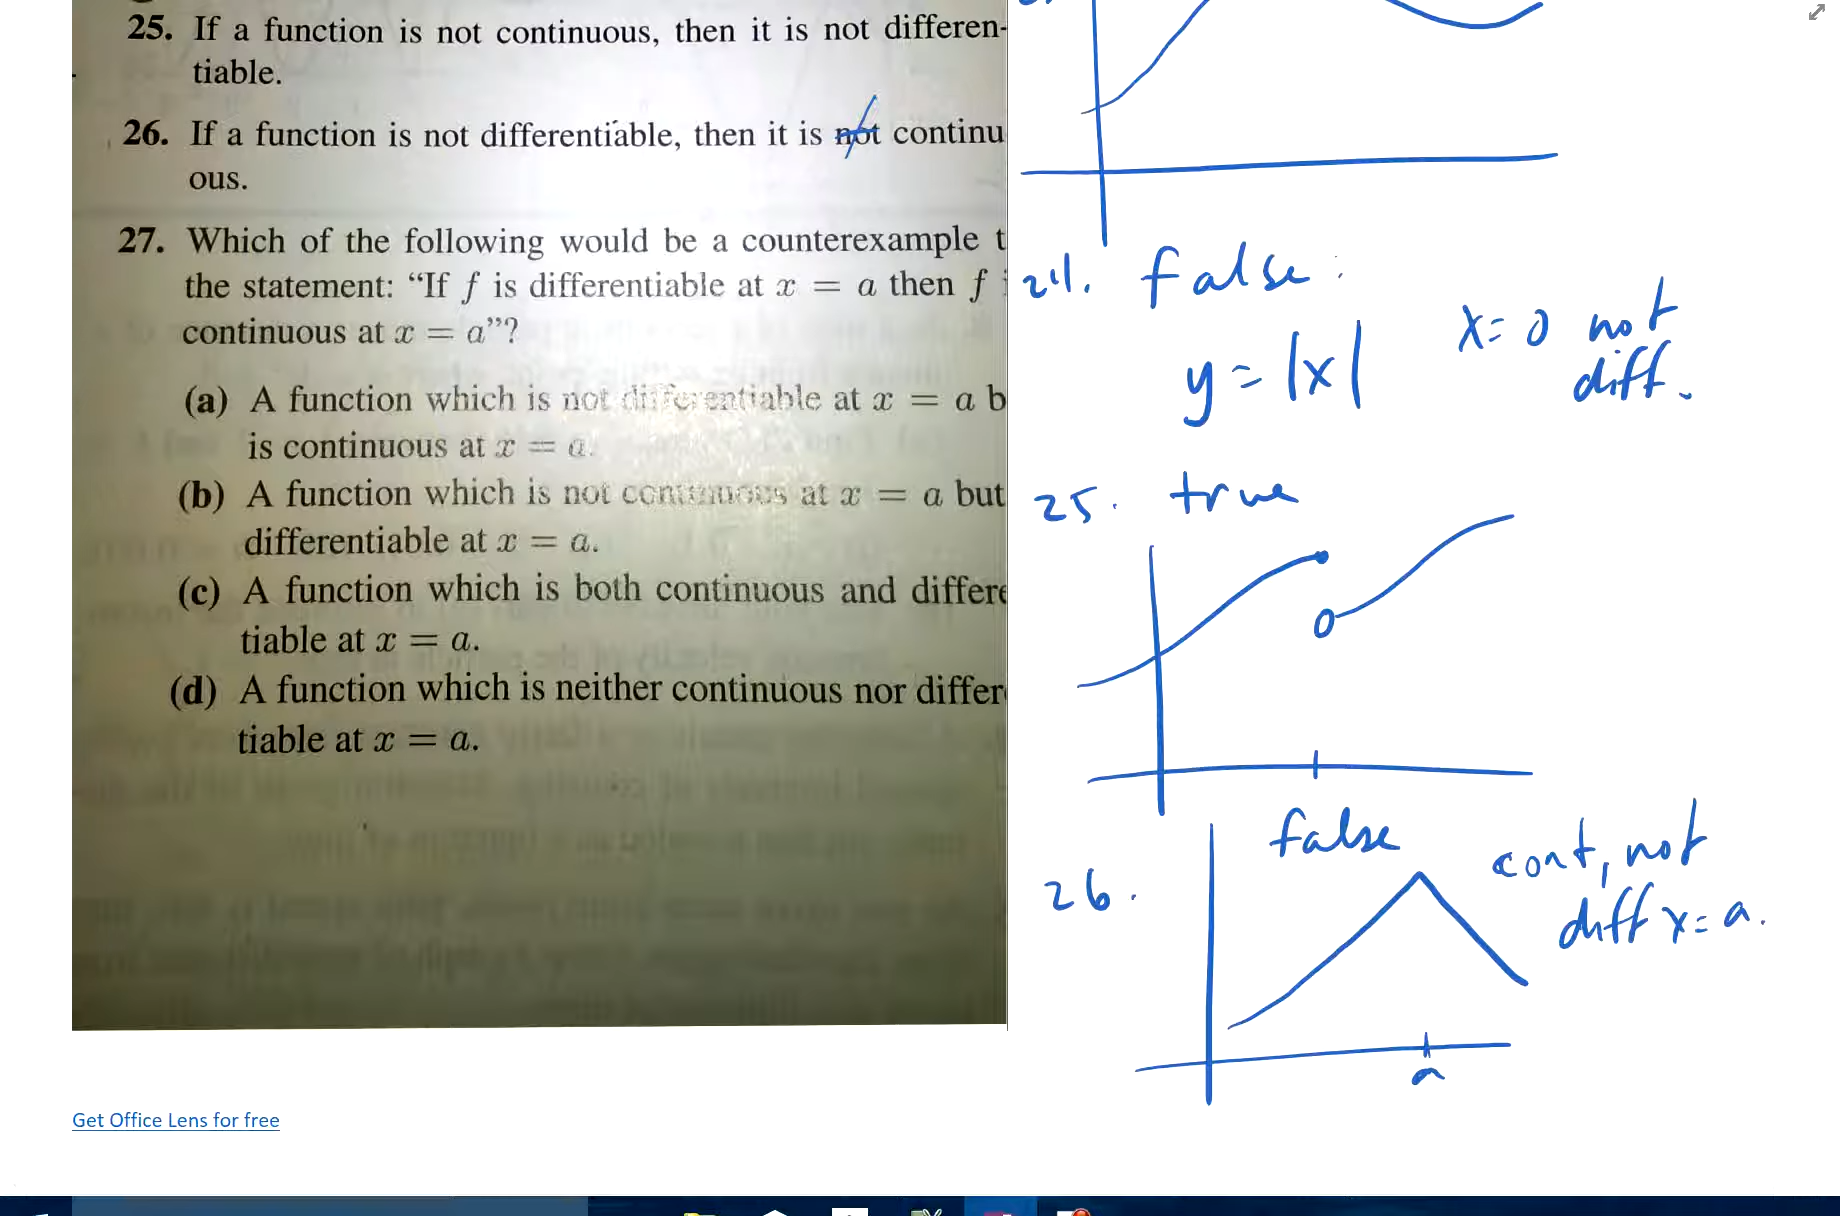 25. If a function is not continuous, then it is not differen-
tiable.
26. If a function is not differentiable, then it is not continu
ous.
27. Which of the following would be a counterexample t
the statement: “If f is differentiable at x = a then f i
continuous at x = a”?
(a) A function which is not differentiable at x = a b
is continuous at x = a.
(b) A function which is not continuous at x = a but
differentiable at x = a.
(c) A function which is both continuous and differe
tiable at x = a.
(d) A function which is neither continuous nor differ
tiable at x = a.
Get Office Lens for free
24. false:
y = |x|
x=0 not
diff.
25. true
26. false
cont, not
diff x=a.
a